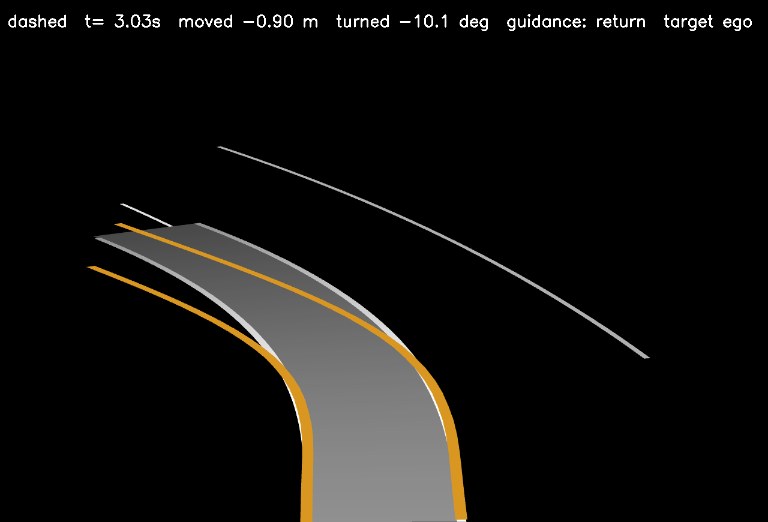 dashed t= 3.03s moved −0.90 m turned −10.1 deg guidance: return target ego